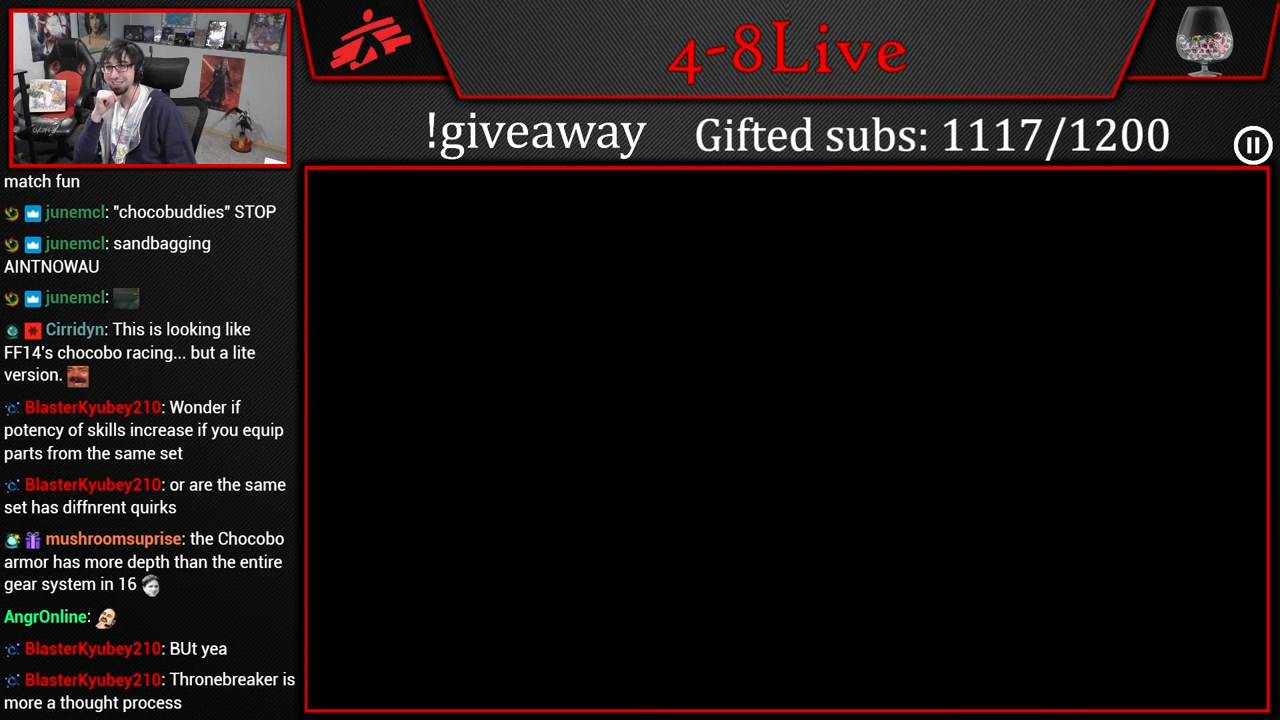 4-8Live
!giveaway
Gifted subs: 1117/1200
match fun
junemcl: "chocobuddies" STOP
junemcl: sandbagging
AINTNOWAU
junemcl:
Cirridyn: This is looking like
FF14's chocobo racing... but a lite
version.
BlasterKyubey210: Wonder if
potency of skills increase if you equip
parts from the same set
BlasterKyubey210: or are the same
set has diffnrent quirks
mushroomsuprise: the Chocobo
armor has more depth than the entire
gear system in 16
AngrOnline:
BlasterKyubey210: BUt yea
BlasterKyubey210: Thronebreaker is
more a thought process